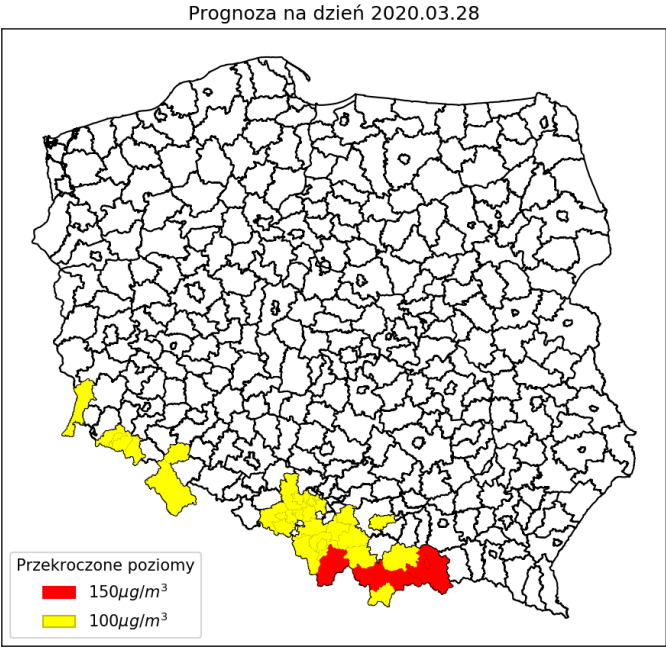 Prognoza na dzień 2020.03.28
Przekroczone poziomy
150μg/m³
100μg/m³